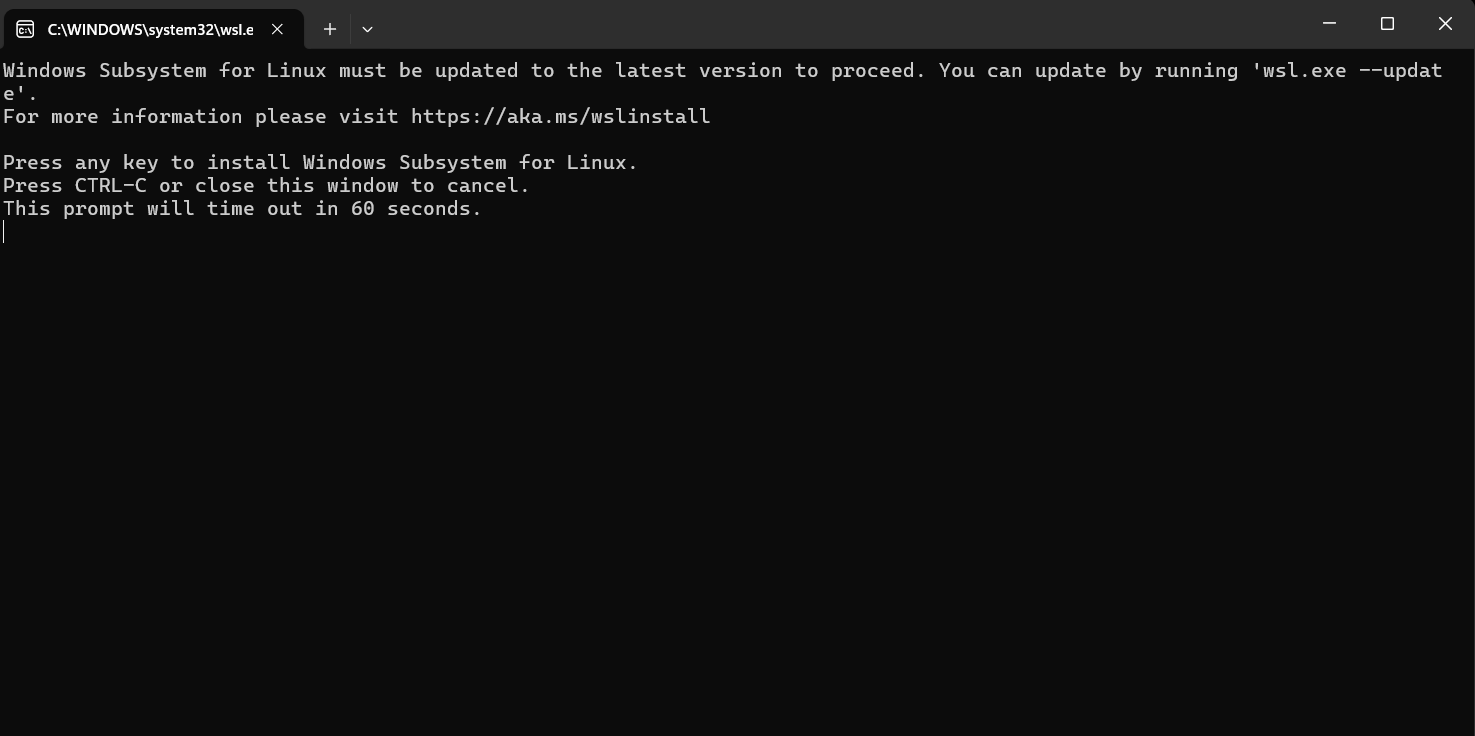 C:\WINDOWS\system32\wsl.e
Windows Subsystem for Linux must be updated to the latest version to proceed. You can update by running 'wsl.exe --updat
e'.
For more information please visit https://aka.ms/wslinstall
Press any key to install Windows Subsystem for Linux.
Press CTRL-C or close this window to cancel.
This prompt will time out in 60 seconds.